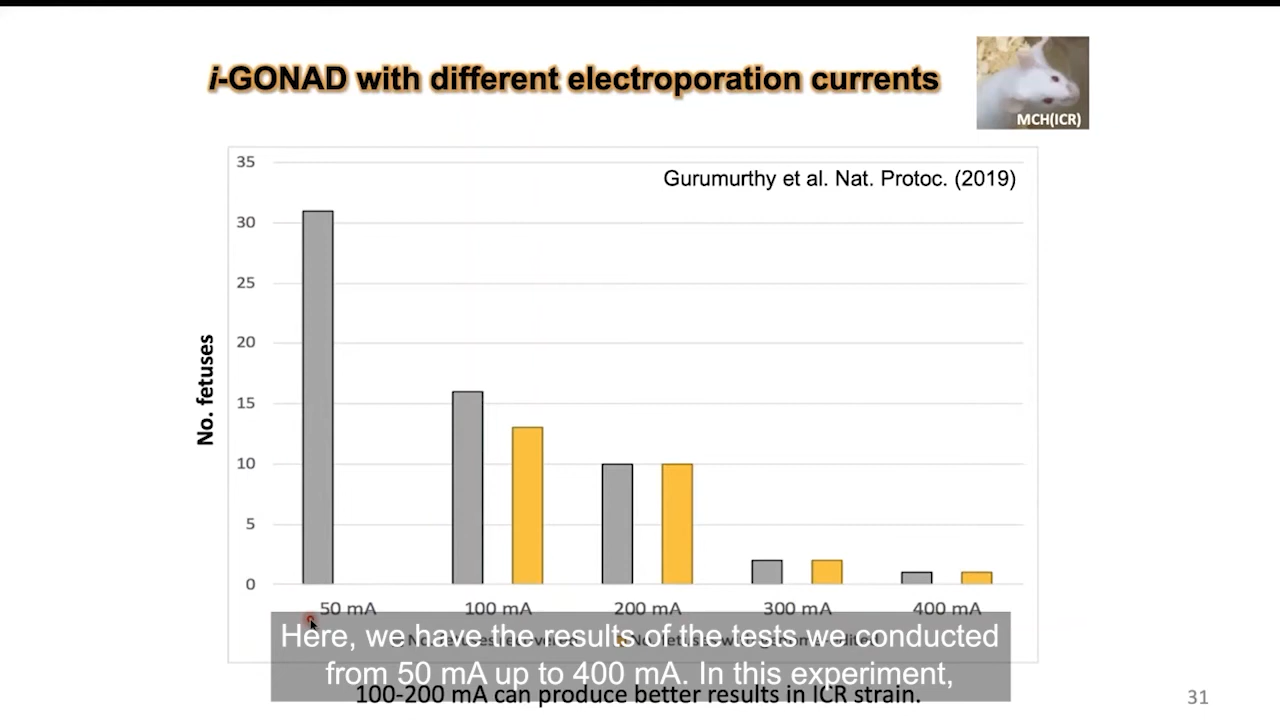 i-GONAD with different electroporation currents
MCH(ICR)
Gurumurthy et al. Nat. Protoc. (2019)
35
30
25
20
15
10
5
0
No. fetuses
50 mA
100 mA
200 mA
300 mA
400 mA
Here, we have the results of the tests we conducted
from 50 mA up to 400 mA. In this experiment,
100-200 mA can produce better results in ICR strain.
31